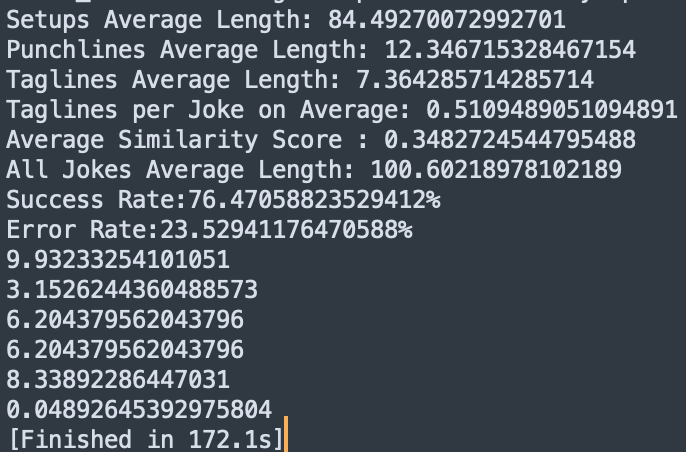 Setups Average Length: 84.49270072992701
Punchlines Average Length: 12.346715328467154
Taglines Average Length: 7.364285714285714
Taglines per Joke on Average: 0.5109489051094891
Average Similarity Score : 0.3482724544795488
All Jokes Average Length: 100.60218978102189
Success Rate:76.47058823529412%
Error Rate:23.52941176470588%
9.93233254101051
3.1526244360488573
6.204379562043796
6.204379562043796
8.33892286447031
0.04892645392975804
[Finished in 172.1s]